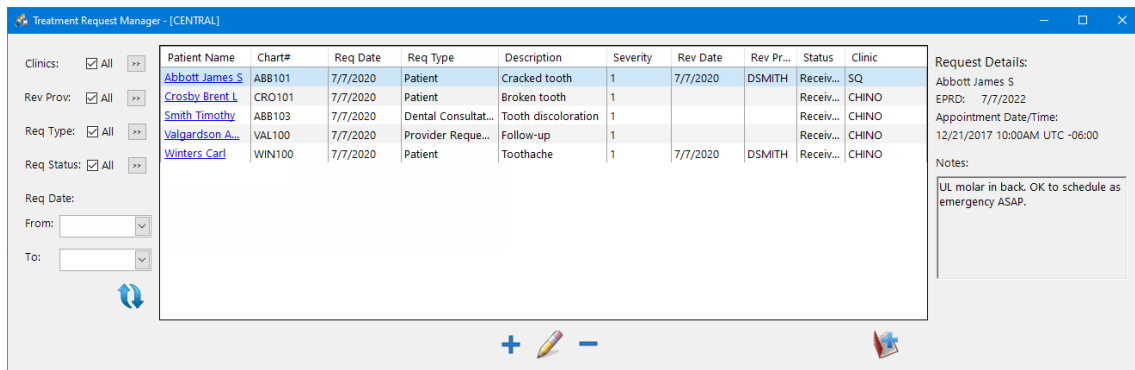 Treatment Request Manager - [CENTRAL]
Clinics: All >>
Rev Prov: All >>
Req Type: All >>
Req Status: All >>
Req Date:
From:
To:
Patient Name Chart# Req Date Req Type Description Severity Rev Date Rev Pr... Status Clinic
Abbott James S ABB101 7/7/2020 Patient Cracked tooth 1 7/7/2020 DSMITH Receiv... SQ
Crosby Brent L CRO101 7/7/2020 Patient Broken tooth 1 Receiv... CHINO
Smith Timothy ABB103 7/7/2020 Dental Consultat... Tooth discoloration 1 Receiv... CHINO
Valgardson A... VAL100 7/7/2020 Provider Reque... Follow-up 1 Receiv... CHINO
Winters Carl WIN100 7/7/2020 Patient Toothache 1 7/7/2020 DSMITH Receiv... CHINO
Request Details:
Abbott James S
EPRD: 7/7/2022
Appointment Date/Time:
12/21/2017 10:00AM UTC -06:00
Notes:
UL molar in back. OK to schedule as
emergency ASAP.